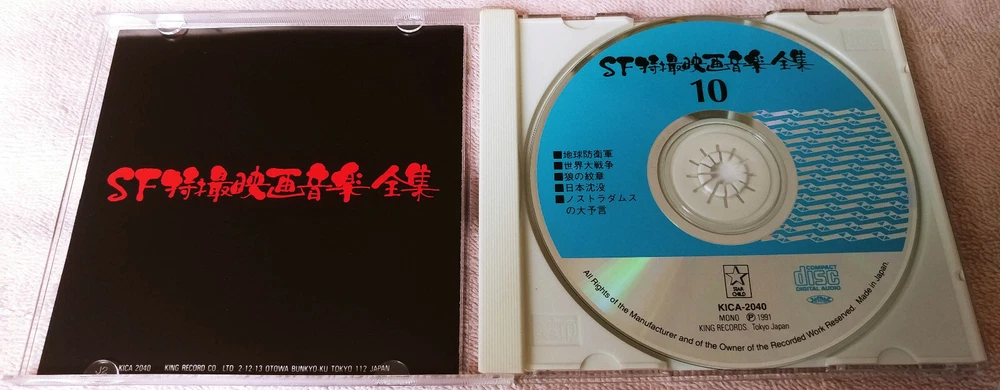 SF特撮映画音楽全集
J2
KICA 2040 KING RECORD CO., LTD 2-12-13 OTOWA BUNKYO-KU TOKYO 112 JAPAN
SF特撮映画音楽全集
10
■地球防衛軍
■世界大戦争
■狼の紋章
■日本沈没
■ノストラダムス
の大予言
STAR
CHILD
COMPACT
disc
DIGITAL AUDIO
KICA-2040
MONO Ⓟ1991
KING RECORDS. Tokyo Japan
All Rights of the Manufacturer and of the Owner of the Recorded Work Reserved. Made in Japan.